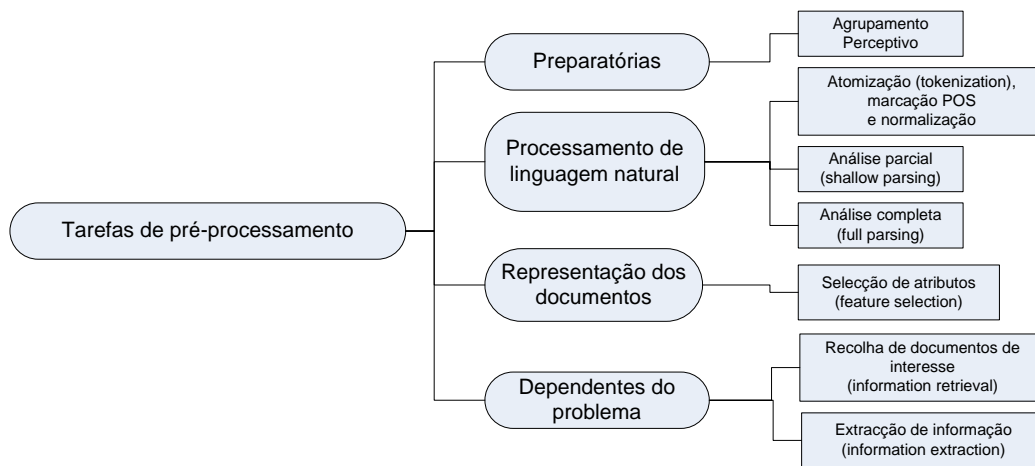 Tarefas de pré-processamento
Preparatórias
Agrupamento
Perceptivo
Processamento de
linguagem natural
Atomização (tokenization),
marcação POS
e normalização
Análise parcial
(shallow parsing)
Análise completa
(full parsing)
Representação dos
documentos
Selecção de atributos
(feature selection)
Dependentes do
problema
Recolha de documentos de
interesse
(information retrieval)
Extracção de informação
(information extraction)